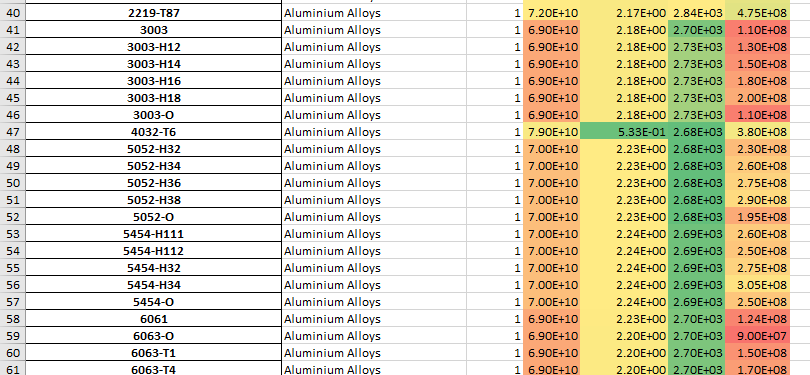 40 2219-T87 Aluminium Alloys 1 7.20E+10 2.17E+00 2.84E+03 4.75E+08
41 3003 Aluminium Alloys 1 6.90E+10 2.18E+00 2.70E+03 1.10E+08
42 3003-H12 Aluminium Alloys 1 6.90E+10 2.18E+00 2.73E+03 1.30E+08
43 3003-H14 Aluminium Alloys 1 6.90E+10 2.18E+00 2.73E+03 1.50E+08
44 3003-H16 Aluminium Alloys 1 6.90E+10 2.18E+00 2.73E+03 1.80E+08
45 3003-H18 Aluminium Alloys 1 6.90E+10 2.18E+00 2.73E+03 2.00E+08
46 3003-O Aluminium Alloys 1 6.90E+10 2.18E+00 2.73E+03 1.10E+08
47 4032-T6 Aluminium Alloys 1 7.90E+10 5.33E-01 2.68E+03 3.80E+08
48 5052-H32 Aluminium Alloys 1 7.00E+10 2.23E+00 2.68E+03 2.30E+08
49 5052-H34 Aluminium Alloys 1 7.00E+10 2.23E+00 2.68E+03 2.60E+08
50 5052-H36 Aluminium Alloys 1 7.00E+10 2.23E+00 2.68E+03 2.75E+08
51 5052-H38 Aluminium Alloys 1 7.00E+10 2.23E+00 2.68E+03 2.90E+08
52 5052-O Aluminium Alloys 1 7.00E+10 2.23E+00 2.68E+03 1.95E+08
53 5454-H111 Aluminium Alloys 1 7.00E+10 2.24E+00 2.69E+03 2.60E+08
54 5454-H112 Aluminium Alloys 1 7.00E+10 2.24E+00 2.69E+03 2.50E+08
55 5454-H32 Aluminium Alloys 1 7.00E+10 2.24E+00 2.69E+03 2.75E+08
56 5454-H34 Aluminium Alloys 1 7.00E+10 2.24E+00 2.69E+03 3.05E+08
57 5454-O Aluminium Alloys 1 7.00E+10 2.24E+00 2.69E+03 2.50E+08
58 6061 Aluminium Alloys 1 6.90E+10 2.23E+00 2.70E+03 1.24E+08
59 6063-O Aluminium Alloys 1 6.90E+10 2.20E+00 2.70E+03 9.00E+07
60 6063-T1 Aluminium Alloys 1 6.90E+10 2.20E+00 2.70E+03 1.50E+08
61 6063-T4 Aluminium Alloys 1 6.90E+10 2.20E+00 2.70E+03 1.70E+08